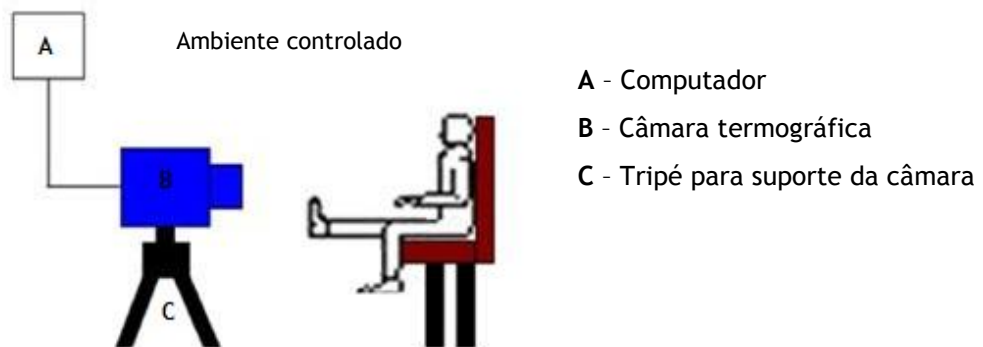 A
Ambiente controlado
B
C
A – Computador
B – Câmara termográfica
C – Tripé para suporte da câmara